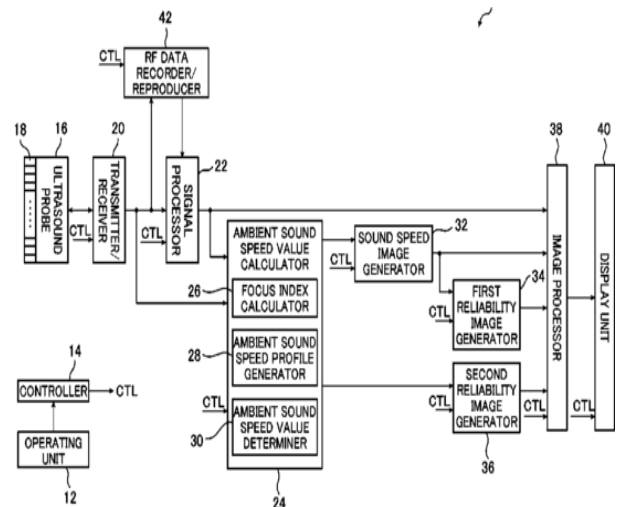 42
CTL
RF DATA
RECORDER/
REPRODUCER
18
16
20
22
38
40
ULTRASOUND
PROBE
TRANSMITTER/
RECEIVER
CTL
SIGNAL
PROCESSOR
CTL
AMBIENT SOUND
SPEED VALUE
CALCULATOR
26
FOCUS INDEX
CALCULATOR
28
AMBIENT SOUND
SPEED PROFILE
GENERATOR
CTL
30
AMBIENT SOUND
SPEED VALUE
DETERMINER
24
32
SOUND SPEED
IMAGE
GENERATOR
CTL
34
FIRST
RELIABILITY
IMAGE
GENERATOR
CTL
SECOND
RELIABILITY
IMAGE
GENERATOR
CTL
36
IMAGE PROCESSOR
CTL
DISPLAY UNIT
CTL
14
CONTROLLER
CTL
OPERATING
UNIT
12